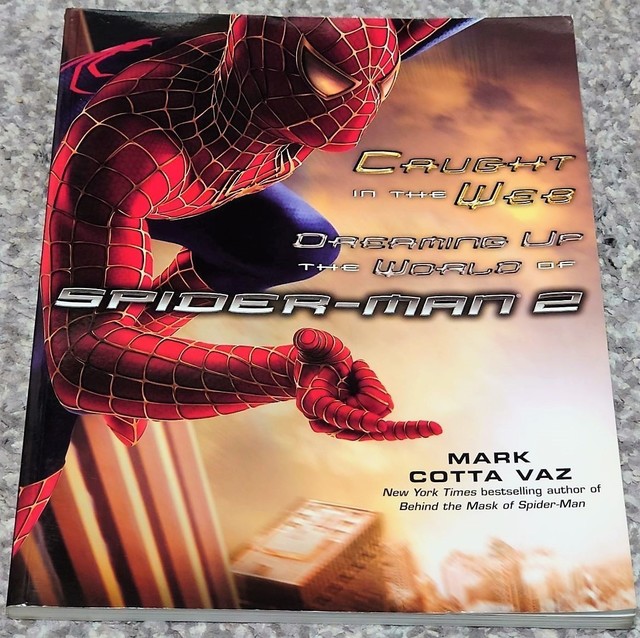 CAUGHT
IN THE WEB
DREAMING UP
THE WORLD OF
SPIDER-MAN 2
MARK
COTTA VAZ
New York Times bestselling author of
Behind the Mask of Spider-Man